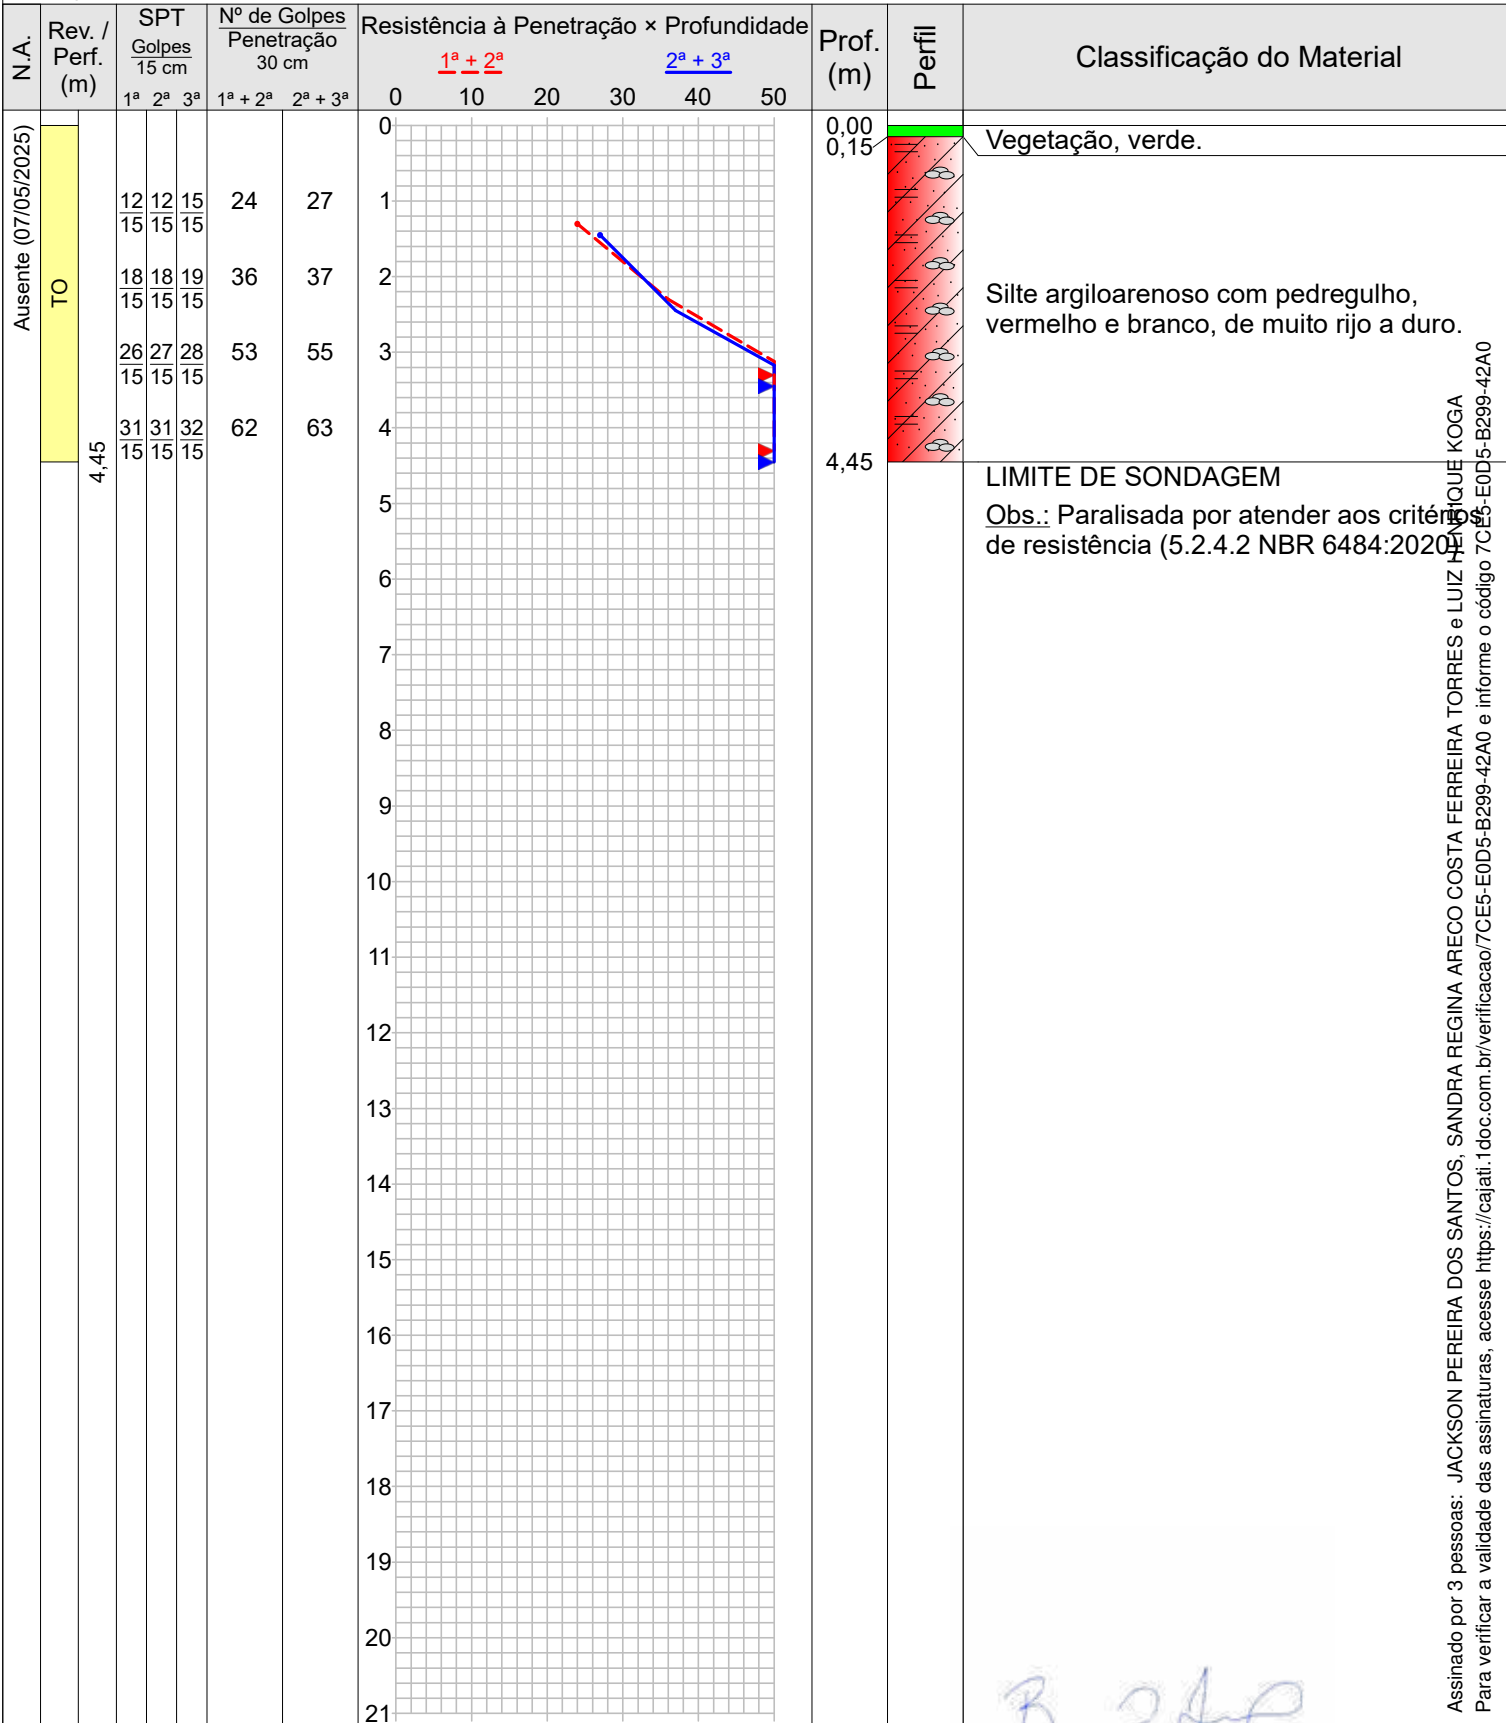 N.A.
Rev. /
Perf.
(m)
SPT
Golpes
15 cm
1ª 2ª 3ª
Nº de Golpes
Penetração
30 cm
1ª + 2ª 2ª + 3ª
Resistência à Penetração × Profundidade
1ª + 2ª 2ª + 3ª
0 10 20 30 40 50
Prof.
(m)
Perfil
Classificação do Material
Ausente (07/05/2025)
TO
4,45
12 12 15 24 27
15 15 15
18 18 19 36 37
15 15 15
26 27 28 53 55
15 15 15
31 31 32 62 63
15 15 15
0
1
2
3
4
5
6
7
8
9
10
11
12
13
14
15
16
17
18
19
20
21
0,00
0,15
4,45
Vegetação, verde.
Silte argiloarenoso com pedregulho,
vermelho e branco, de muito rijo a duro.
LIMITE DE SONDAGEM
Obs.: Paralisada por atender aos critérios
de resistência (5.2.4.2 NBR 6484:2020).
Assinado por 3 pessoas: JACKSON PEREIRA DOS SANTOS, SANDRA REGINA ARECO COSTA FERREIRA TORRES e LUIZ HENRIQUE KOGA
Para verificar a validade das assinaturas, acesse https://cajati.1doc.com.br/verificacao/7CE5-E0D5-B299-42A0 e informe o código 7CE5-E0D5-B299-42A0